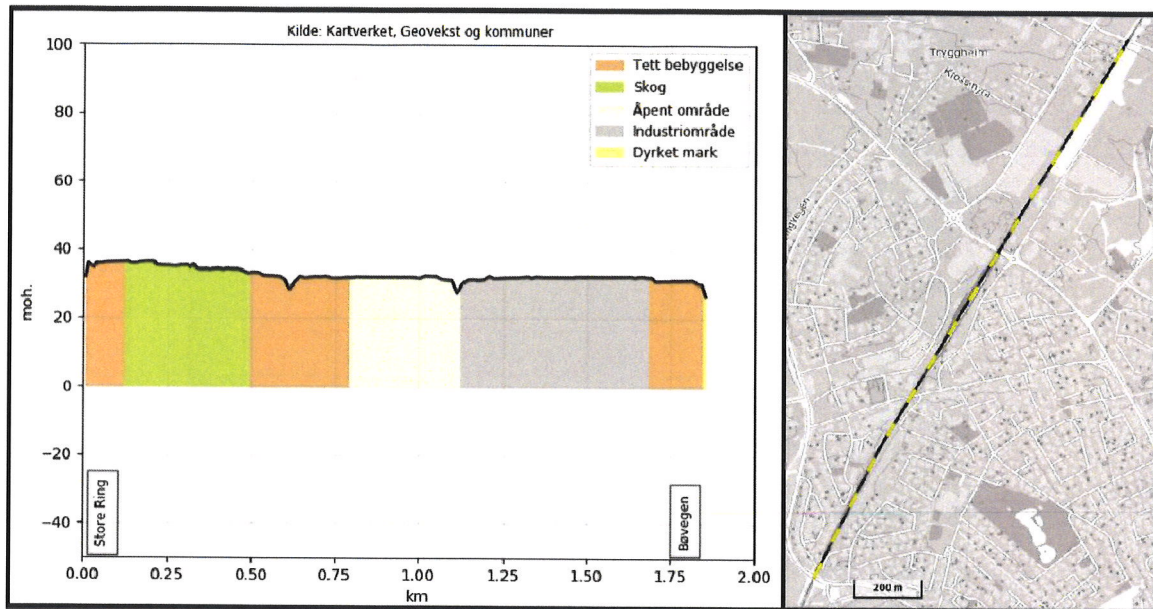 Kilde: Kartverket, Geovekst og kommuner
100
80
60
40
20
0
−20
−40
moh.
Tett bebyggelse
Skog
Åpent område
Industriområde
Dyrket mark
Store Ring
Bøvegen
0.00 0.25 0.50 0.75 1.00 1.25 1.50 1.75 2.00
km
Tryggheim
Krossmyra
200 m